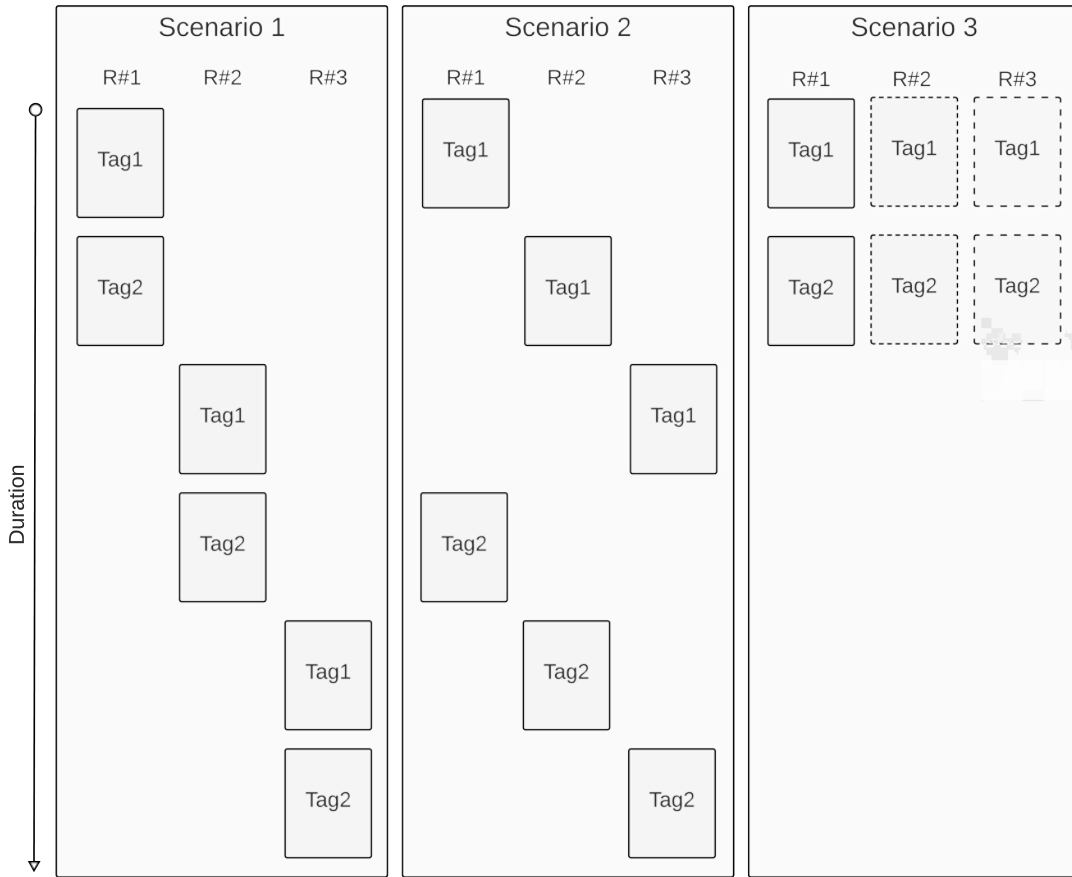 Scenario 1
R#1 R#2 R#3
Tag1
Tag2
Tag1
Tag2
Tag1
Tag2
Scenario 2
R#1 R#2 R#3
Tag1
Tag1
Tag1
Tag2
Tag2
Tag2
Scenario 3
R#1 R#2 R#3
Tag1 Tag1 Tag1
Tag2 Tag2 Tag2
Duration